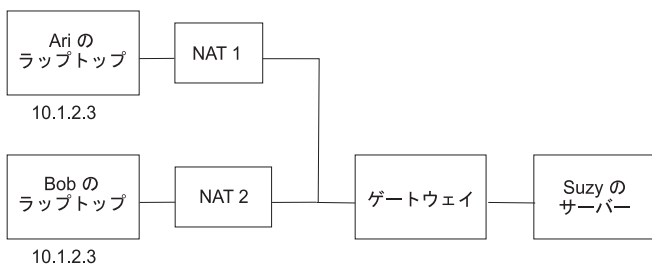 Ari の
ラップトップ
NAT 1
10.1.2.3
Bob の
ラップトップ
NAT 2
ゲートウェイ
Suzy の
サーバー
10.1.2.3